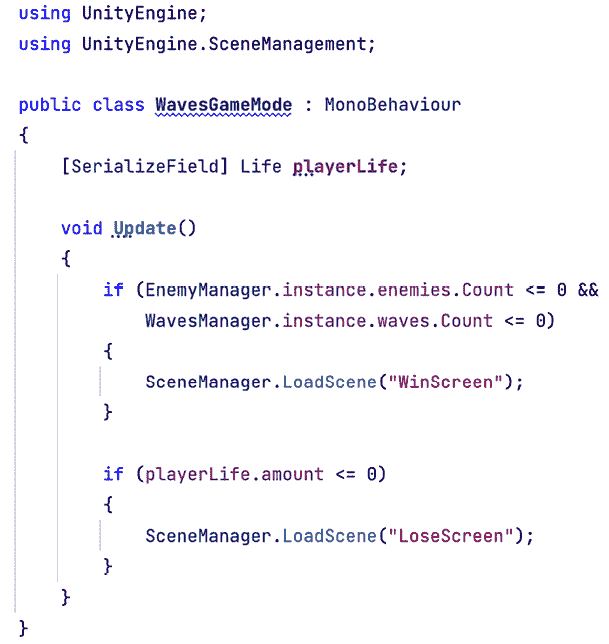 using UnityEngine;
using UnityEngine.SceneManagement;
public class WavesGameMode : MonoBehaviour
{
[SerializeField] Life playerLife;
void Update()
{
if (EnemyManager.instance.enemies.Count <= 0 &&
WavesManager.instance.waves.Count <= 0)
{
SceneManager.LoadScene("WinScreen");
}
if (playerLife.amount <= 0)
{
SceneManager.LoadScene("LoseScreen");
}
}
}